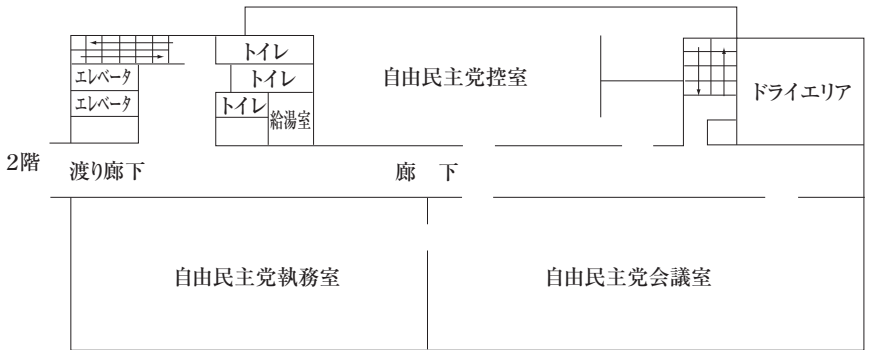 トイレ
エレベータ
トイレ
自由民主党控室
ドライエリア
エレベータ
トイレ
給湯室
2階
渡り廊下
廊 下
自由民主党執務室
自由民主党会議室